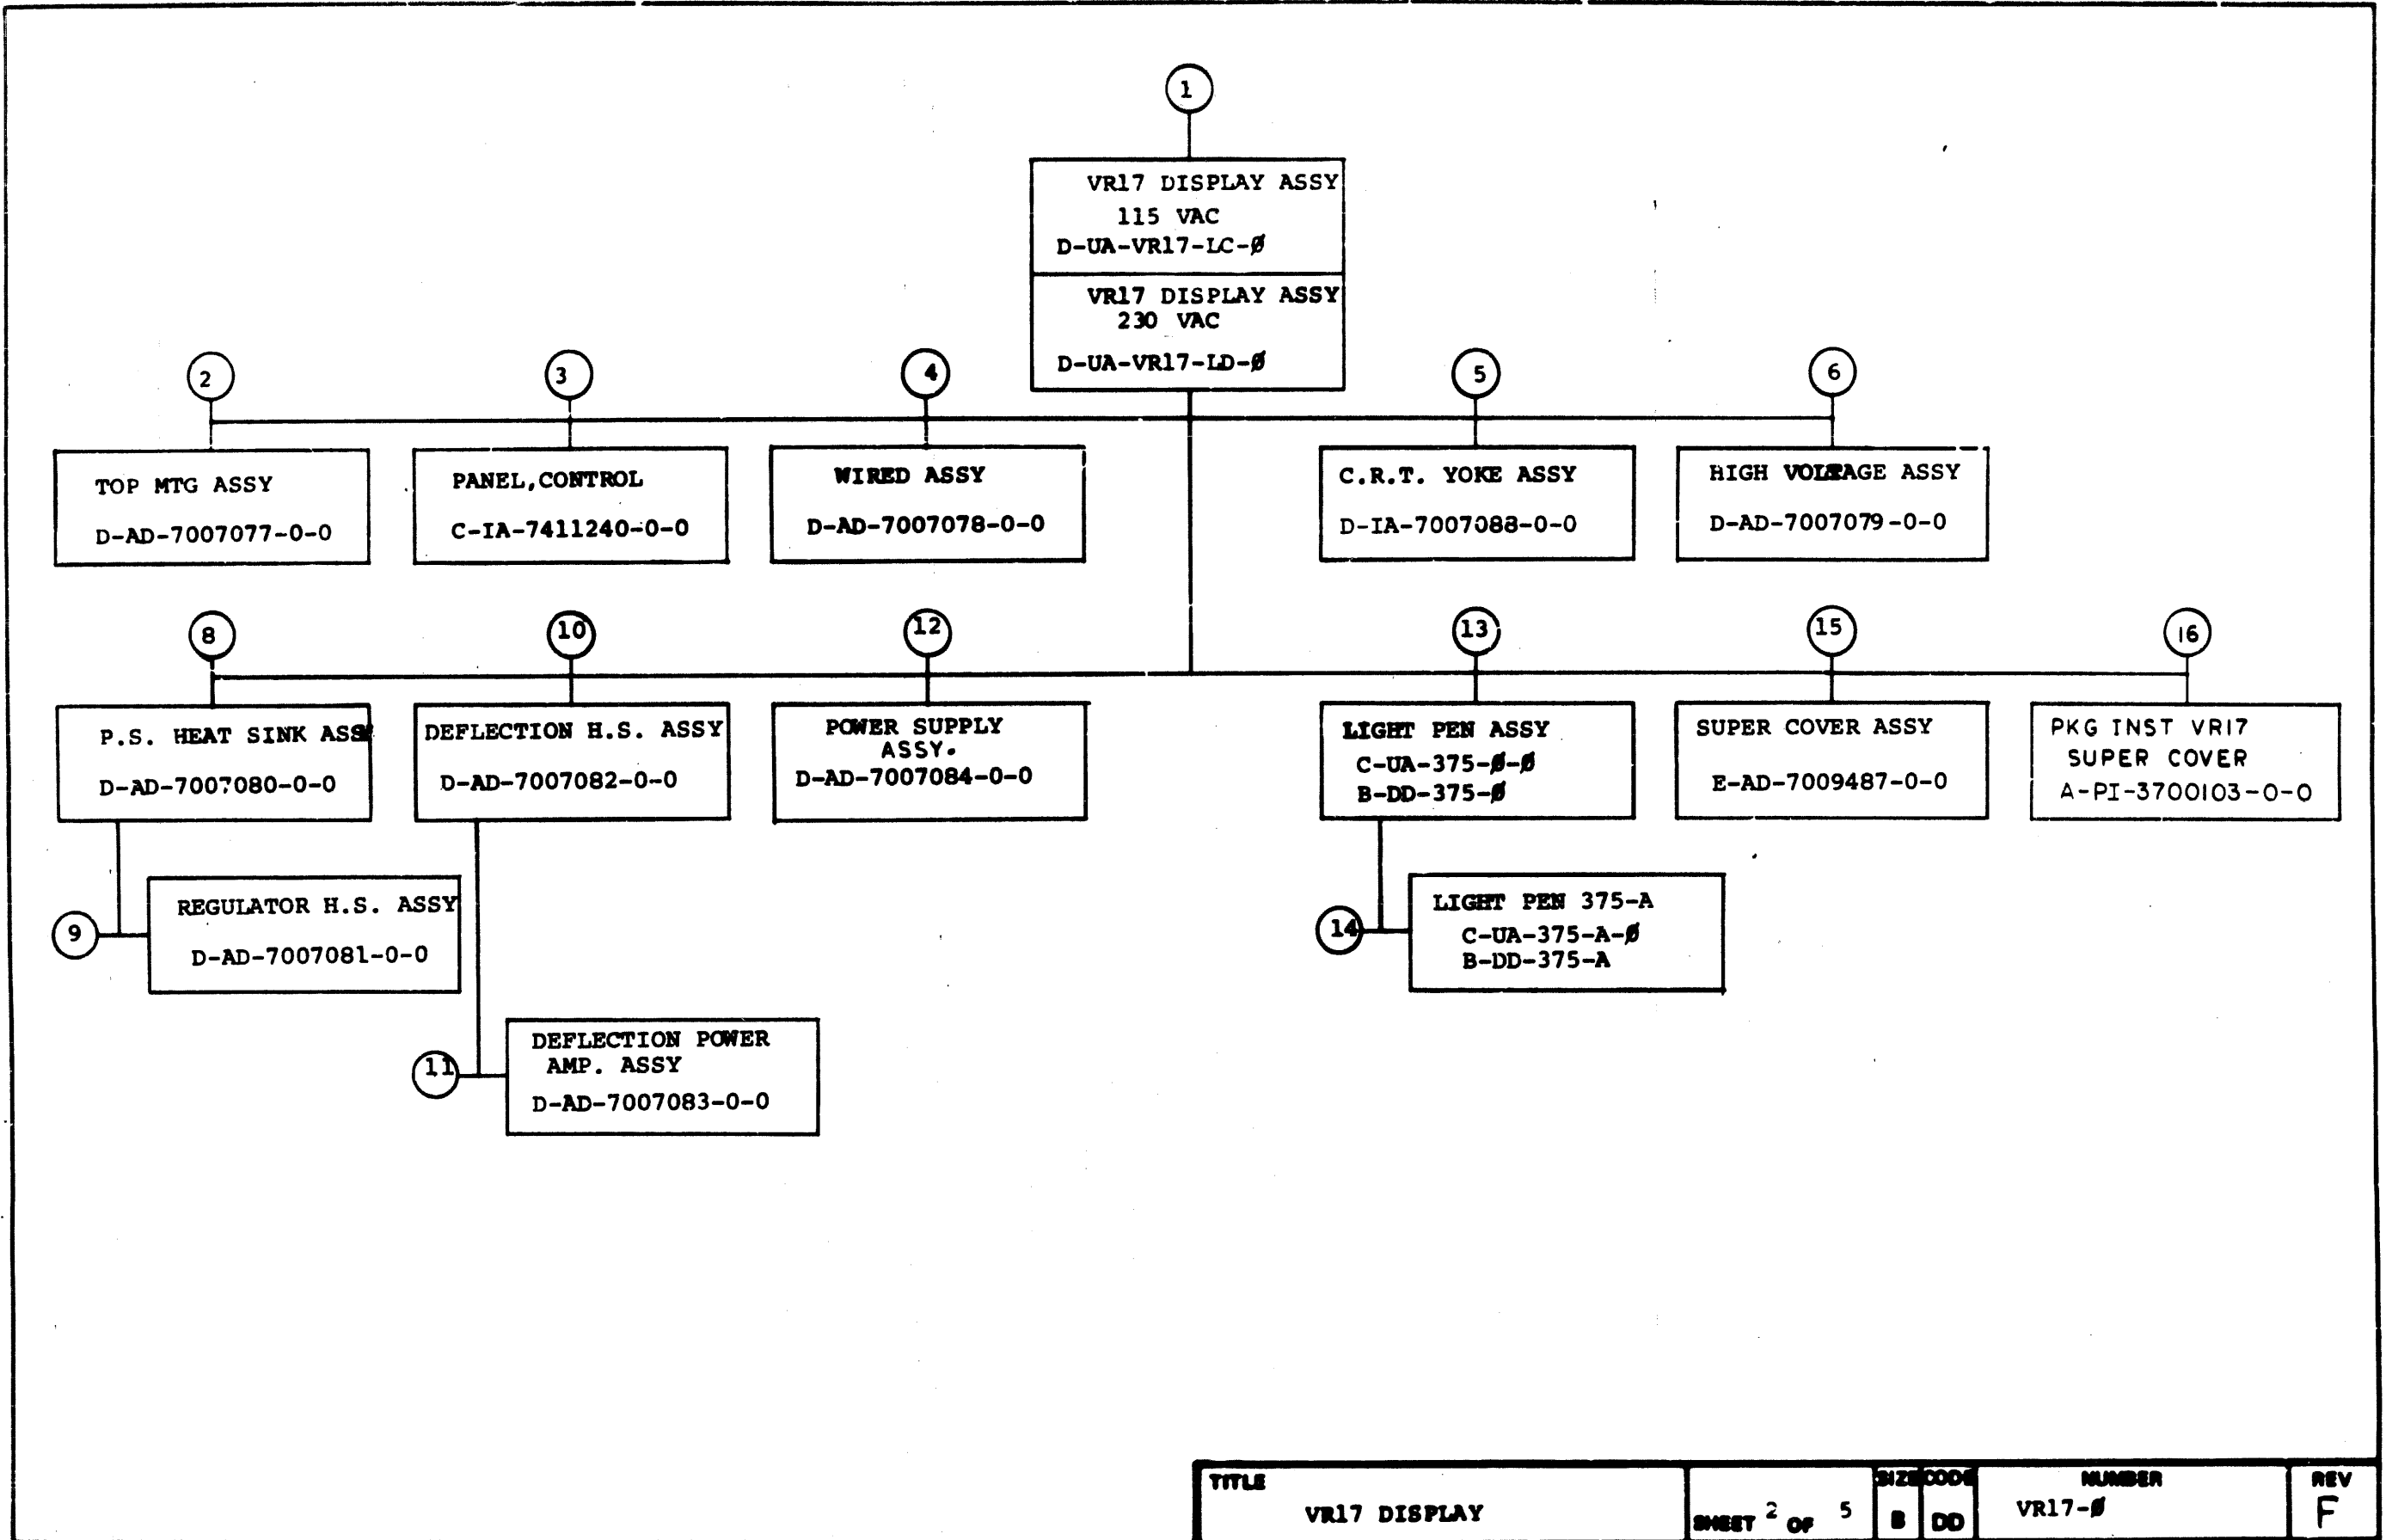 1
VR17 DISPLAY ASSY
115 VAC
D-UA-VR17-LC-Ø
VR17 DISPLAY ASSY
230 VAC
D-UA-VR17-LD-Ø
2
3
4
5
6
TOP MTG ASSY
D-AD-7007077-0-0
PANEL,CONTROL
C-IA-7411240-0-0
WIRED ASSY
D-AD-7007078-0-0
C.R.T. YOKE ASSY
D-IA-7007088-0-0
HIGH VOLTAGE ASSY
D-AD-7007079-0-0
8
10
12
13
15
16
P.S. HEAT SINK ASSY
D-AD-7007080-0-0
DEFLECTION H.S. ASSY
D-AD-7007082-0-0
POWER SUPPLY
ASSY.
D-AD-7007084-0-0
LIGHT PEN ASSY
C-UA-375-Ø-Ø
B-DD-375-Ø
SUPER COVER ASSY
E-AD-7009487-0-0
PKG INST VR17
SUPER COVER
A-PI-3700103-0-0
9
REGULATOR H.S. ASSY
D-AD-7007081-0-0
14
LIGHT PEN 375-A
C-UA-375-A-Ø
B-DD-375-A
11
DEFLECTION POWER
AMP. ASSY
D-AD-7007083-0-0
TITLE
VR17 DISPLAY
SHEET 2 OF 5
SIZE
B
CODE
DD
NUMBER
VR17-Ø
REV
F